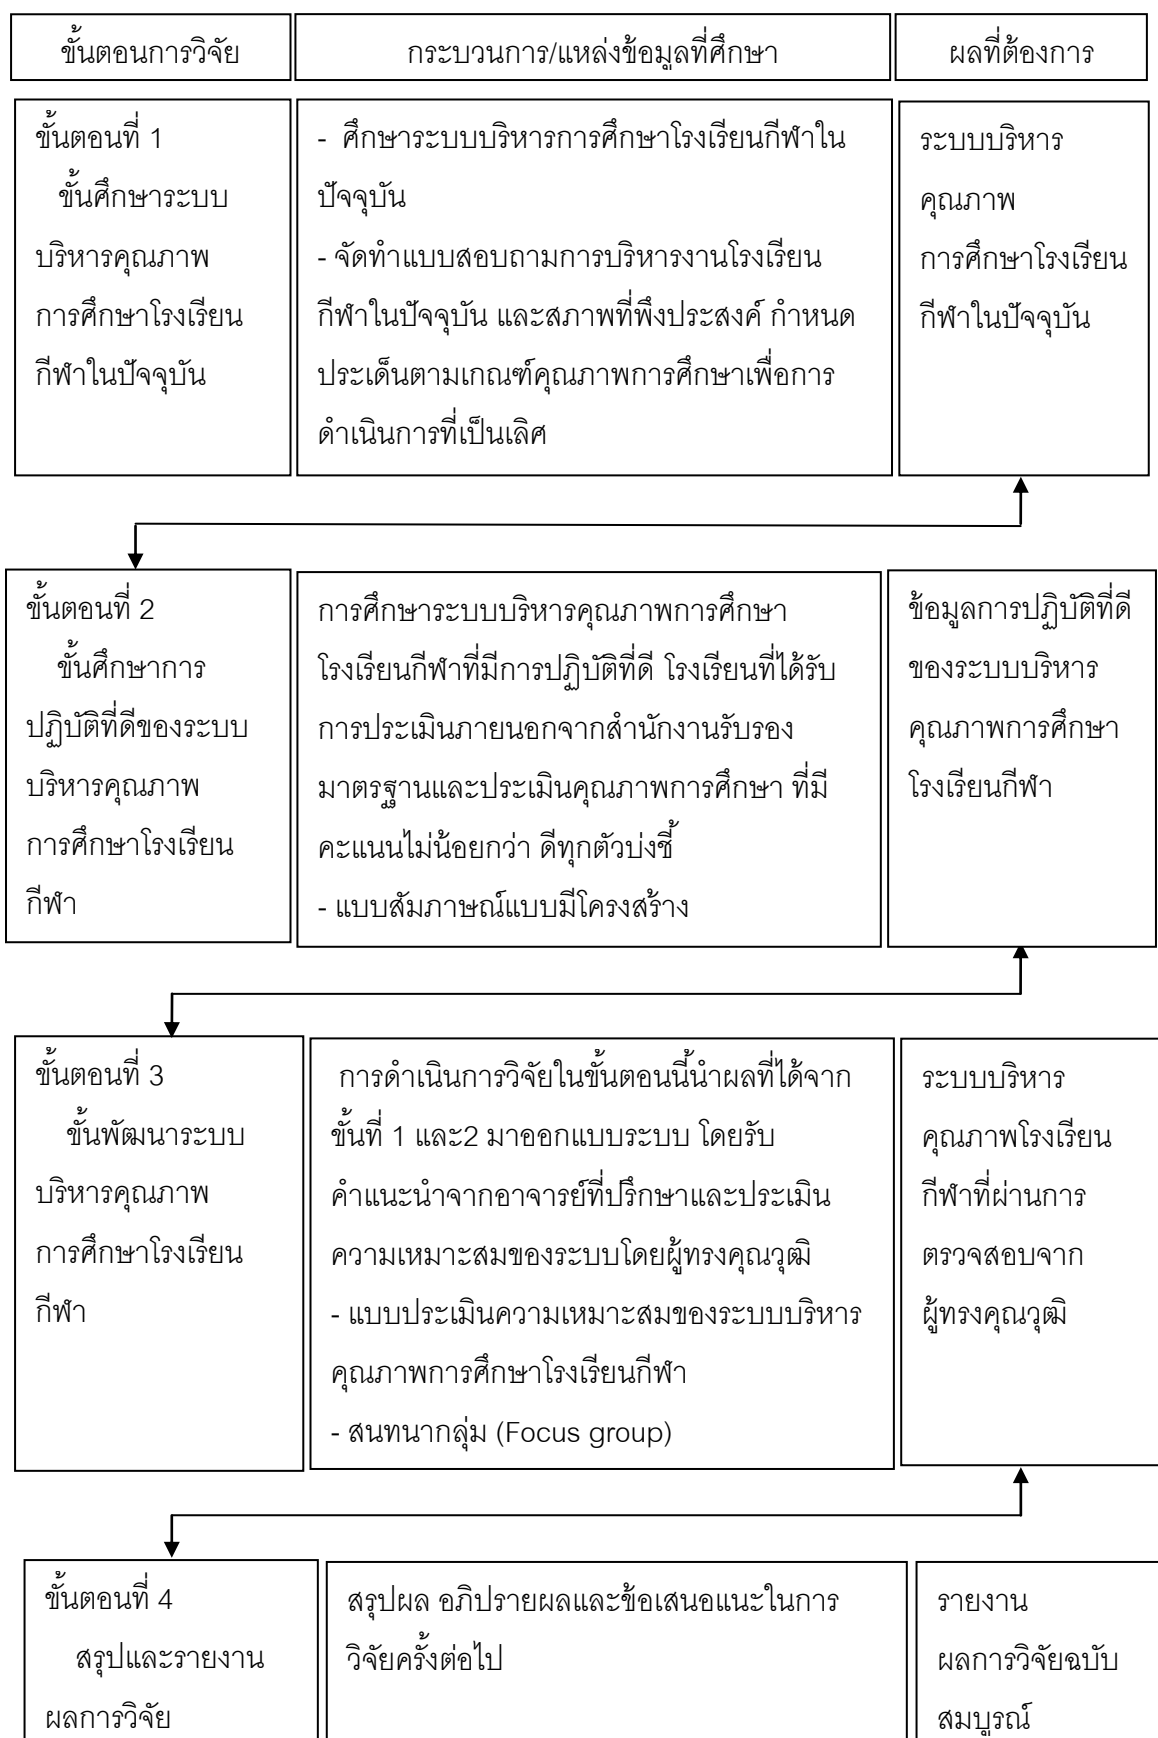 ขั้นตอนการวิจัย
กระบวนการ/แหล่งข้อมูลที่ศึกษา
ผลที่ต้องการ
ขั้นตอนที่ 1
ขั้นศึกษาระบบ
บริหารคุณภาพ
การศึกษาโรงเรียน
กีฬาในปัจจุบัน
- ศึกษาระบบบริหารการศึกษาโรงเรียนกีฬาใน
ปัจจุบัน
- จัดทำแบบสอบถามการบริหารงานโรงเรียน
กีฬาในปัจจุบัน และสภาพที่พึงประสงค์ กำหนด
ประเด็นตามเกณฑ์คุณภาพการศึกษาเพื่อการ
ดำเนินการที่เป็นเลิศ
ระบบบริหาร
คุณภาพ
การศึกษาโรงเรียน
กีฬาในปัจจุบัน
ขั้นตอนที่ 2
ขั้นศึกษาการ
ปฏิบัติที่ดีของระบบ
บริหารคุณภาพ
การศึกษาโรงเรียน
กีฬา
การศึกษาระบบบริหารคุณภาพการศึกษา
โรงเรียนกีฬาที่มีการปฏิบัติที่ดี โรงเรียนที่ได้รับ
การประเมินภายนอกจากสำนักงานรับรอง
มาตรฐานและประเมินคุณภาพการศึกษา ที่มี
คะแนนไม่น้อยกว่า ดีทุกตัวบ่งชี้
- แบบสัมภาษณ์แบบมีโครงสร้าง
ข้อมูลการปฏิบัติที่ดี
ของระบบบริหาร
คุณภาพการศึกษา
โรงเรียนกีฬา
ขั้นตอนที่ 3
ขั้นพัฒนาระบบ
บริหารคุณภาพ
การศึกษาโรงเรียน
กีฬา
การดำเนินการวิจัยในขั้นตอนนี้นำผลที่ได้จาก
ขั้นที่ 1 และ2 มาออกแบบระบบ โดยรับ
คำแนะนำจากอาจารย์ที่ปรึกษาและประเมิน
ความเหมาะสมของระบบโดยผู้ทรงคุณวุฒิ
- แบบประเมินความเหมาะสมของระบบบริหาร
คุณภาพการศึกษาโรงเรียนกีฬา
- สนทนากลุ่ม (Focus group)
ระบบบริหาร
คุณภาพโรงเรียน
กีฬาที่ผ่านการ
ตรวจสอบจาก
ผู้ทรงคุณวุฒิ
ขั้นตอนที่ 4
สรุปและรายงาน
ผลการวิจัย
สรุปผล อภิปรายผลและข้อเสนอแนะในการ
วิจัยครั้งต่อไป
รายงาน
ผลการวิจัยฉบับ
สมบูรณ์